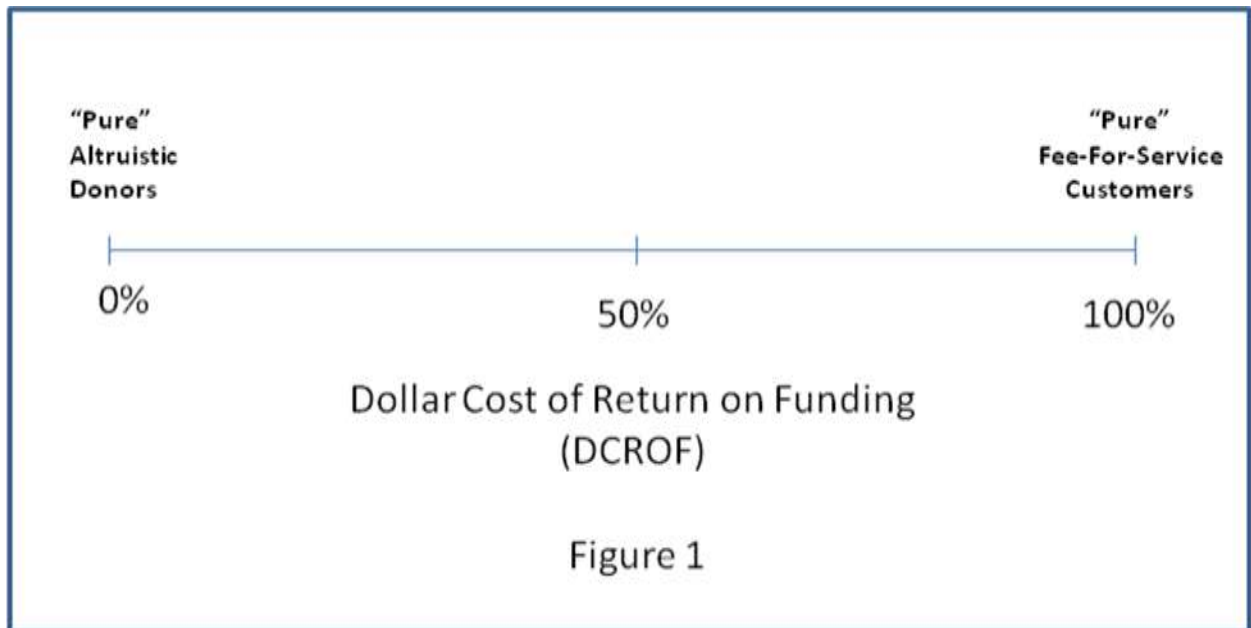 “Pure”
Altruistic
Donors
“Pure”
Fee-For-Service
Customers
0%
50%
100%
Dollar Cost of Return on Funding
(DCROF)
Figure 1